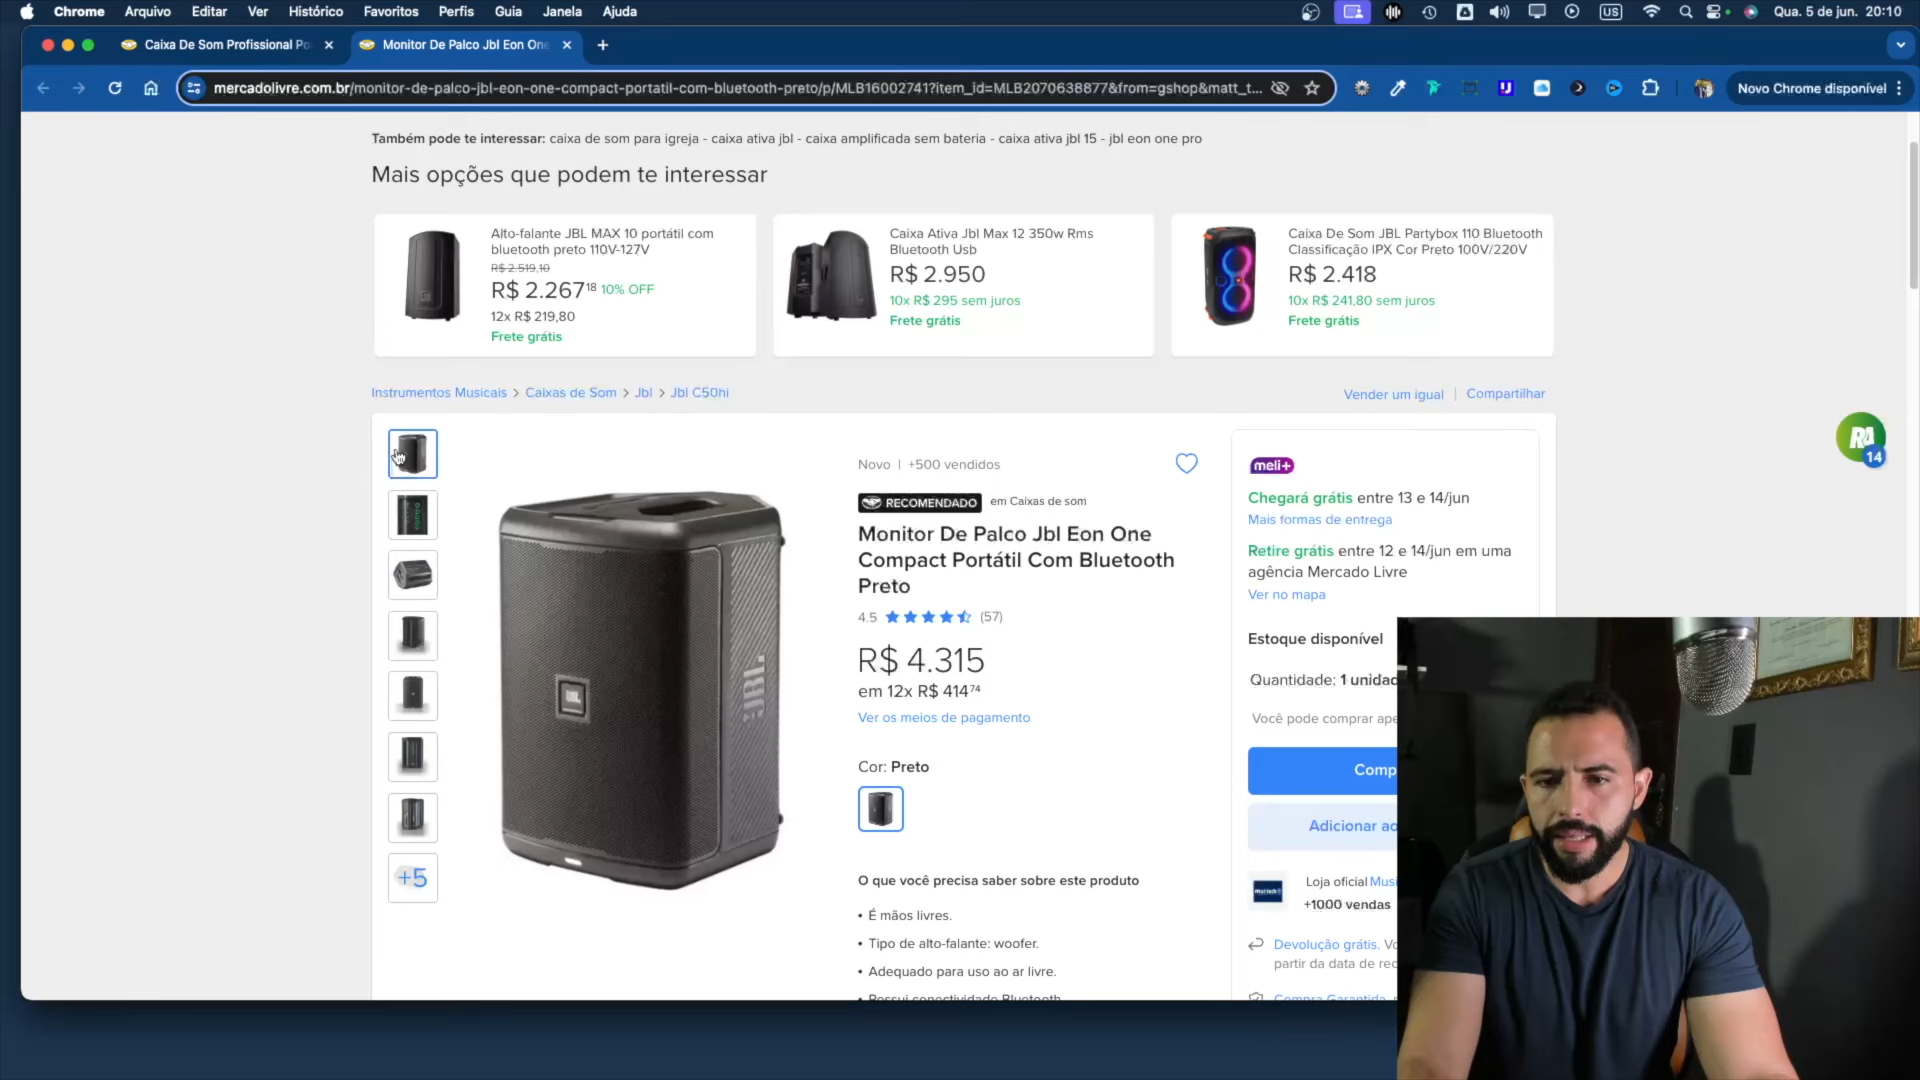 Chrome Arquivo Editar Ver Histórico Favoritos Perfis Guia Janela Ajuda
US
Qua. 5 de jun. 20:10
Caixa De Som Profissional Po
Monitor De Palco Jbl Eon One
mercadolivre.com.br/monitor-de-palco-jbl-eon-one-compact-portatil-com-bluetooth-preto/p/MLB16002741?item_id=MLB2070638877&from=gshop&matt_t...
Novo Chrome disponível
Também pode te interessar: caixa de som para igreja - caixa ativa jbl - caixa amplificada sem bateria - caixa ativa jbl 15 - jbl eon one pro
Mais opções que podem te interessar
Alto-falante JBL MAX 10 portátil com
bluetooth preto 110V-127V
R$ 2.519,10
R$ 2.267 18 10% OFF
12x R$ 219,80
Frete grátis
Caixa Ativa Jbl Max 12 350w Rms
Bluetooth Usb
R$ 2.950
10x R$ 295 sem juros
Frete grátis
Caixa De Som JBL Partybox 110 Bluetooth
Classificação IPX Cor Preto 100V/220V
R$ 2.418
10x R$ 241,80 sem juros
Frete grátis
Instrumentos Musicais > Caixas de Som > Jbl > Jbl C50hi
Vender um igual | Compartilhar
+5
JBL
JBL
Novo | +500 vendidos
RECOMENDADO em Caixas de som
Monitor De Palco Jbl Eon One
Compact Portátil Com Bluetooth
Preto
4.5 (57)
R$ 4.315
em 12x R$ 414 74
Ver os meios de pagamento
Cor: Preto
O que você precisa saber sobre este produto
• É mãos livres.
• Tipo de alto-falante: woofer.
• Adequado para uso ao ar livre.
• Possui conectividade Bluetooth.
meli+
Chegará grátis entre 13 e 14/jun
Mais formas de entrega
Retire grátis entre 12 e 14/jun em uma
agência Mercado Livre
Ver no mapa
Estoque disponível
Quantidade: 1 unidad
Você pode comprar ape
Comp
Adicionar ao
Loja oficial Musi
+1000 vendas
Devolução grátis. Vo
partir da data de rec
Compra Garantida,
RA
14